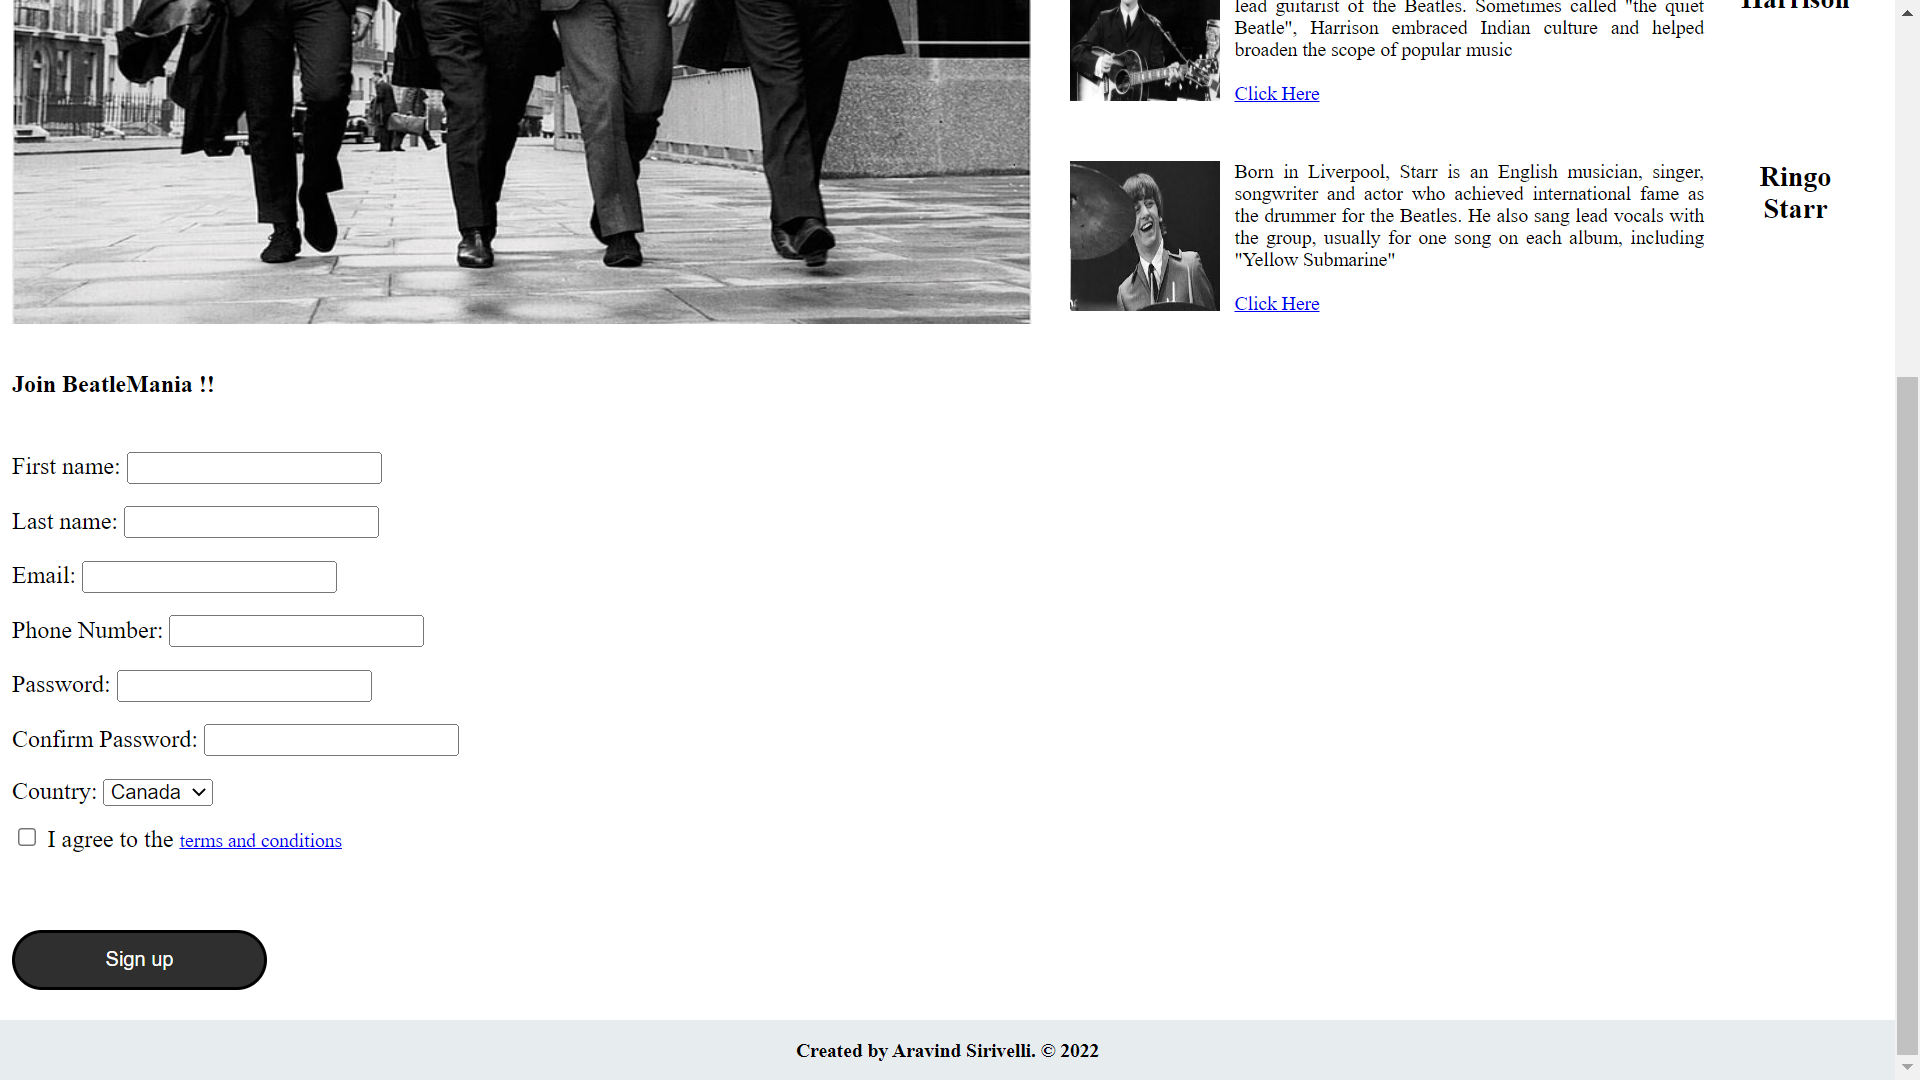 lead guitarist of the Beatles. Sometimes called "the quiet
Beatle", Harrison embraced Indian culture and helped
broaden the scope of popular music
Click Here
Harrison
Born in Liverpool, Starr is an English musician, singer,
songwriter and actor who achieved international fame as
the drummer for the Beatles. He also sang lead vocals with
the group, usually for one song on each album, including
"Yellow Submarine"
Click Here
Ringo
Starr
Join BeatleMania !!
First name:
Last name:
Email:
Phone Number:
Password:
Confirm Password:
Country: Canada
I agree to the terms and conditions
Sign up
Created by Aravind Sirivelli. © 2022